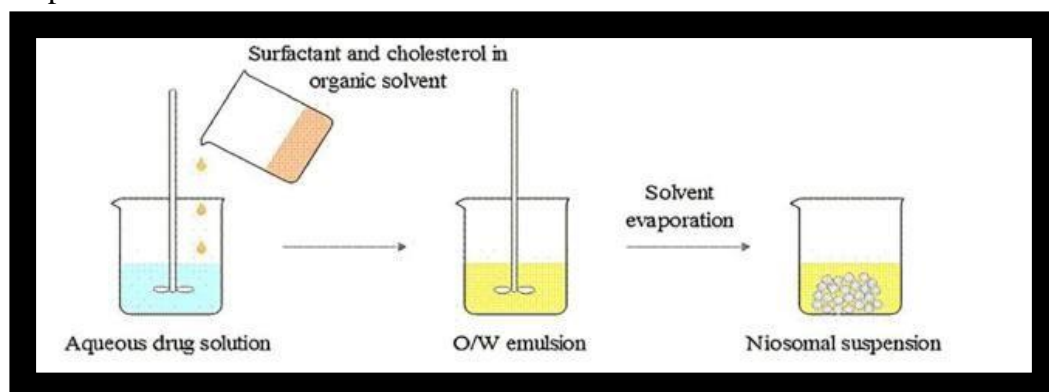 Surfactant and cholesterol in
organic solvent
Solvent
evaporation
Aqueous drug solution
O/W emulsion
Niosomal suspension